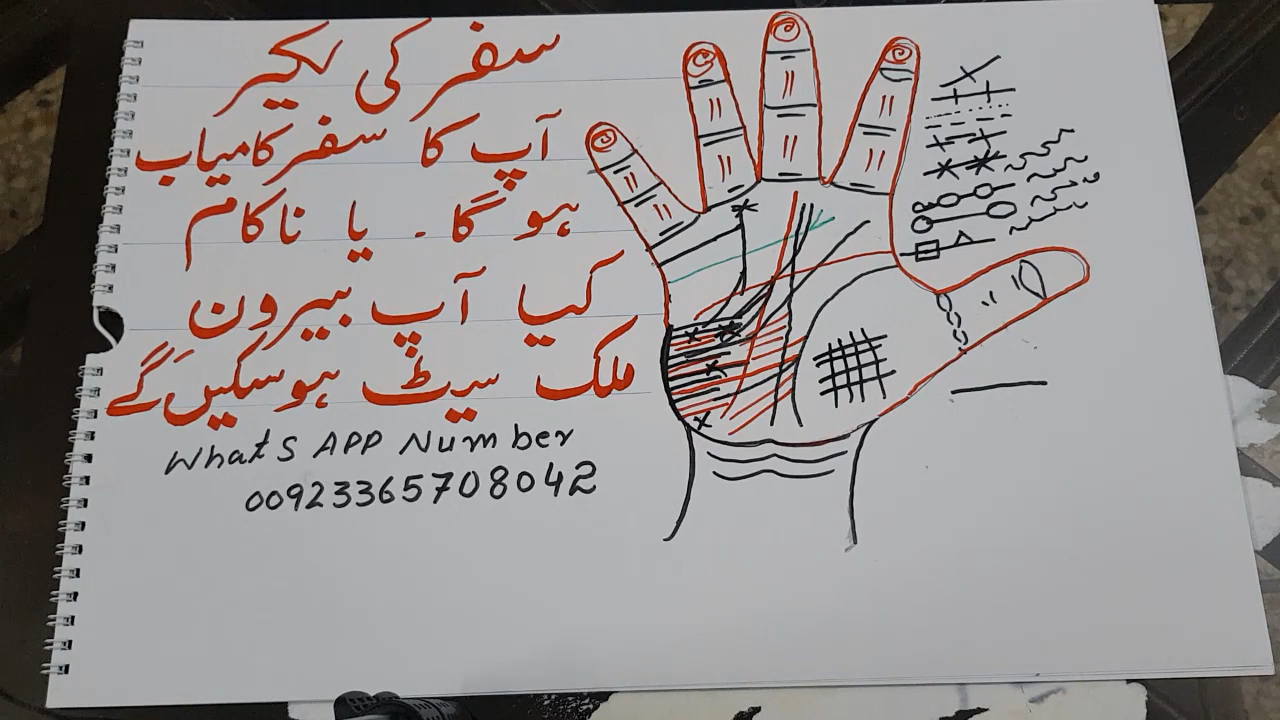 سفر کی لکیر
آپ کا سفر کامیاب
ہو گا۔ یا ناکام
کیا آپ بیرون
ملک سیٹ ہو سکیں گے
WhatS APP Number
00923365708042